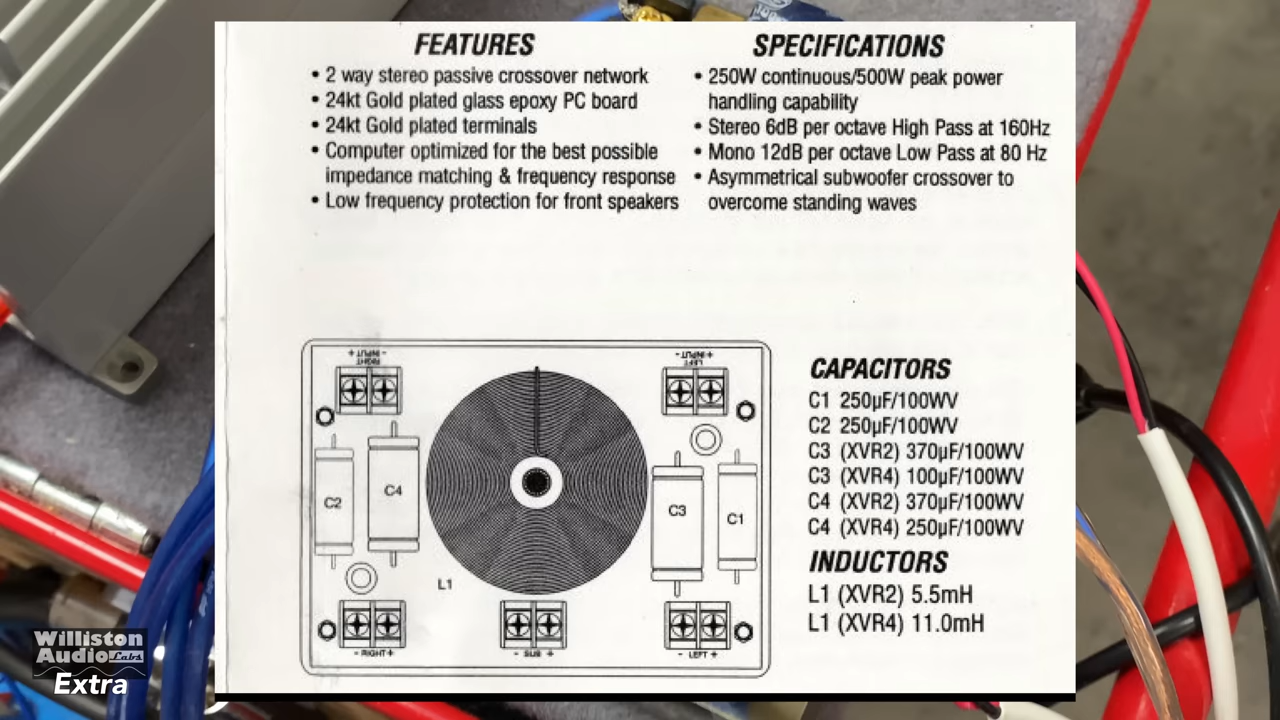 FEATURES
• 2 way stereo passive crossover network
• 24kt Gold plated glass epoxy PC board
• 24kt Gold plated terminals
• Computer optimized for the best possible
impedance matching & frequency response
• Low frequency protection for front speakers
SPECIFICATIONS
• 250W continuous/500W peak power
handling capability
• Stereo 6dB per octave High Pass at 160Hz
• Mono 12dB per octave Low Pass at 80 Hz
• Asymmetrical subwoofer crossover to
overcome standing waves
+ INPUT -
RIGHT
- INPUT +
LEFT
C2
C4
C3
C1
L1
- RIGHT +
- SUB +
- LEFT +
CAPACITORS
C1 250µF/100WV
C2 250µF/100WV
C3 (XVR2) 370µF/100WV
C3 (XVR4) 100µF/100WV
C4 (XVR2) 370µF/100WV
C4 (XVR4) 250µF/100WV
INDUCTORS
L1 (XVR2) 5.5mH
L1 (XVR4) 11.0mH
Williston
Audio Labs
Extra